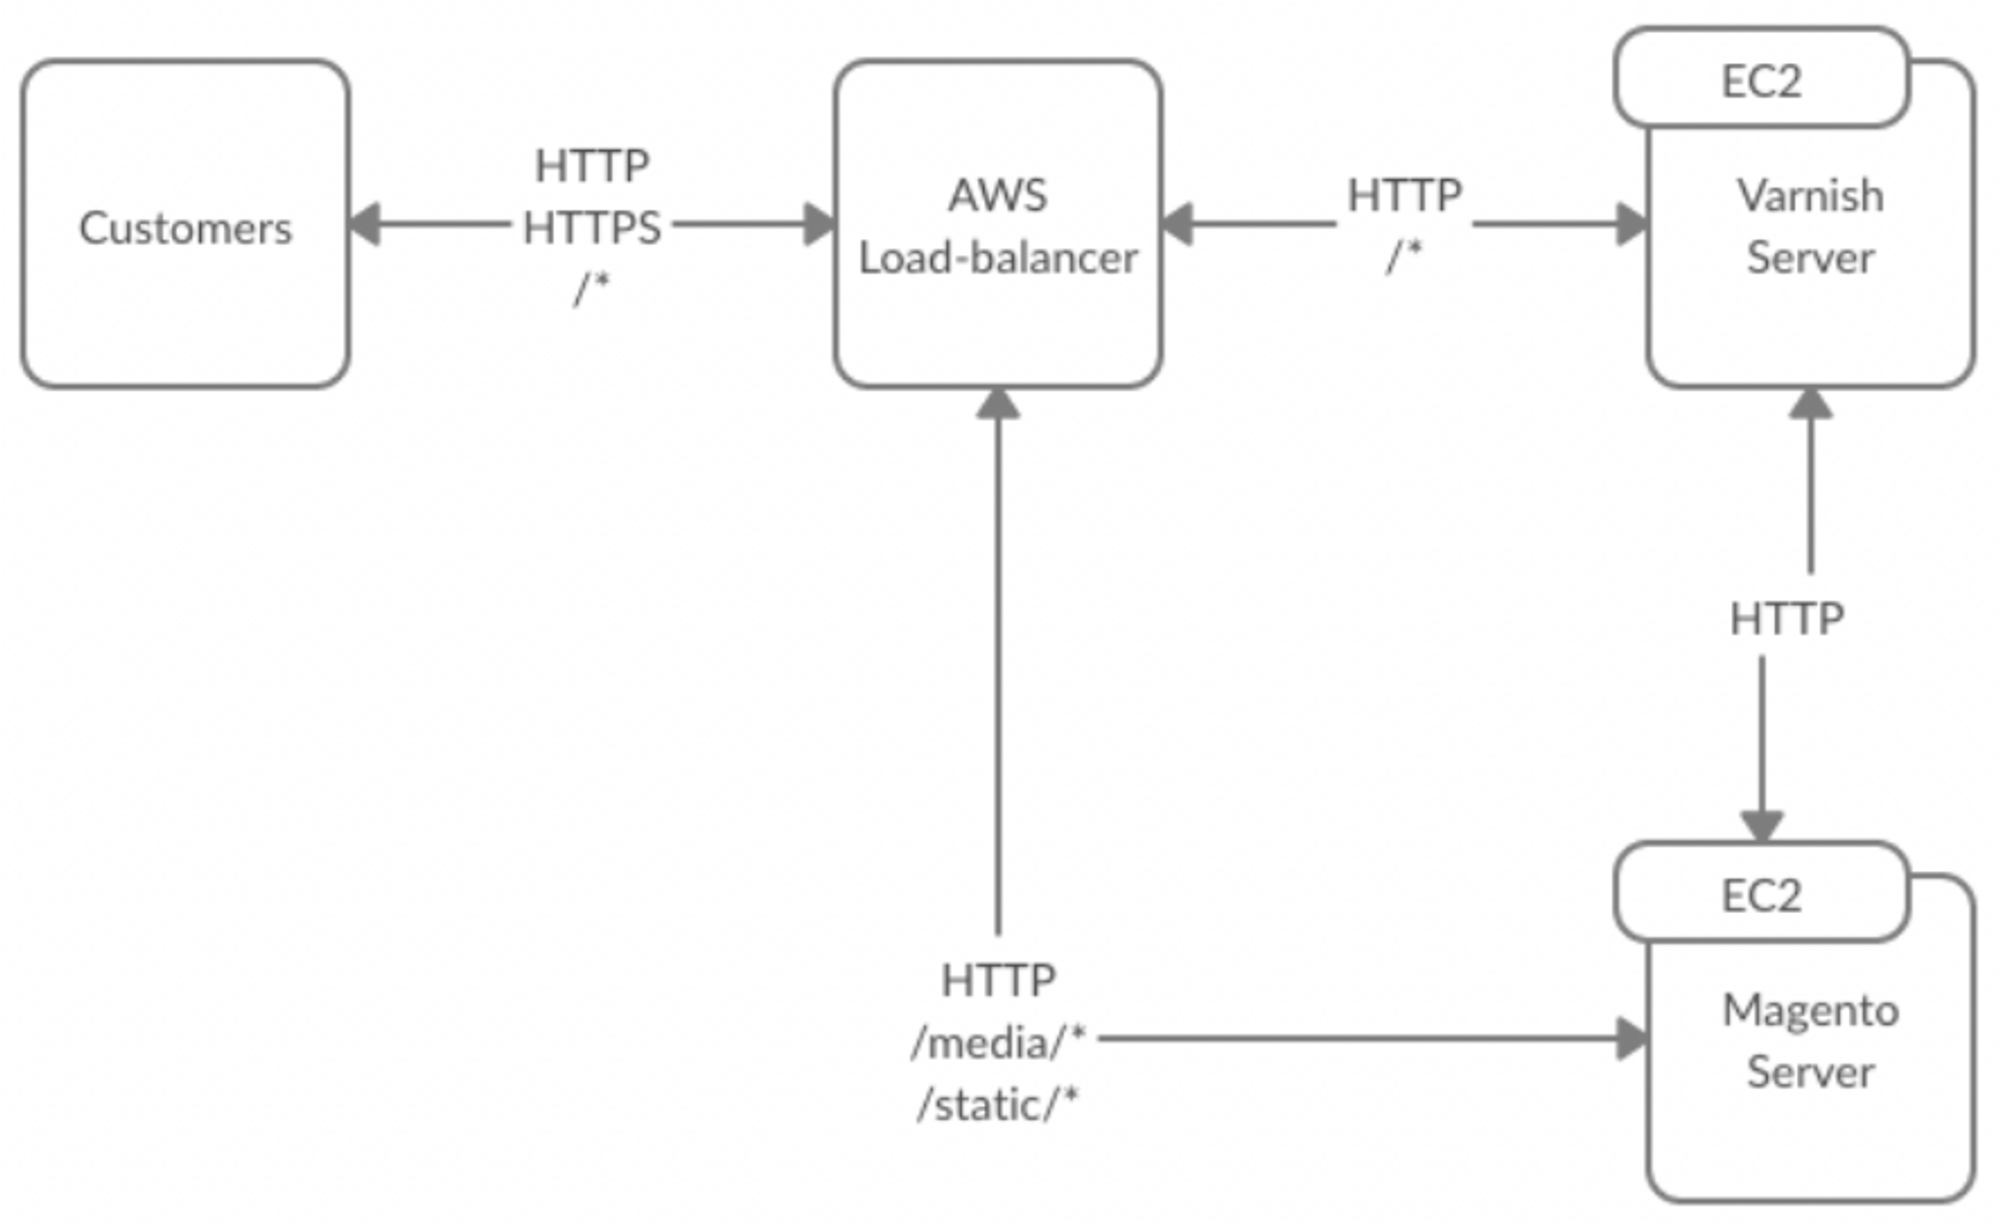 EC2
Customers
HTTP
HTTPS
/*
AWS
Load-balancer
HTTP
/*
Varnish
Server
HTTP
EC2
HTTP
/media/*
/static/*
Magento
Server